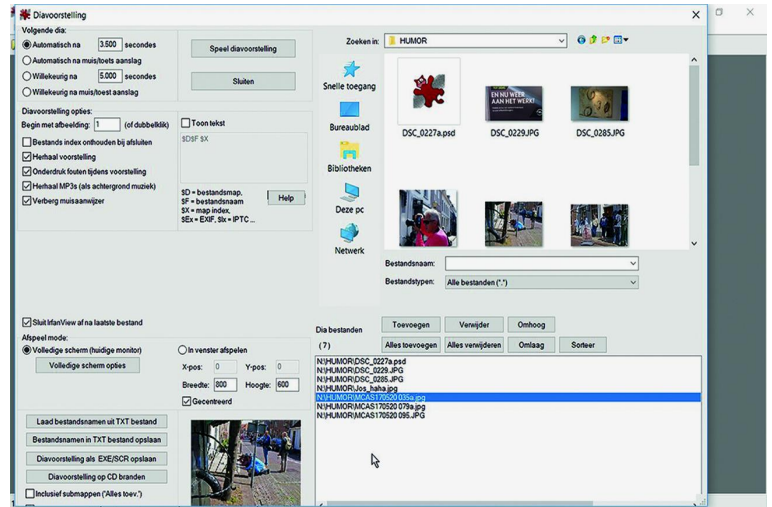 Diavoorstelling
Volgende dia:
Automatisch na 3.500 secondes
Automatisch na muis/toets aanslag
Willekeurig na 5.000 secondes
Willekeurig na muis/toest aanslag
Speel diavoorstelling
Sluiten
Diavoorstelling opties:
Begin met afbeelding: 1 (of dubbelklik)
Bestands index onthouden bij afsluiten
Herhaal voorstelling
Onderdruk fouten tijdens voorstelling
Herhaal MP3s (als achtergrond muziek)
Verberg muisaanwijzer
Toon tekst
$D$F $X
$D = bestandsmap,
$F = bestandsnaam
$X = map index,
$Ex = EXIF, $Ix = IPTC ...
Help
Sluit IrfanView af na laatste bestand
Afspeel mode:
Volledige scherm (huidige monitor)
Volledige scherm opties
In venster afspelen
X-pos: 0 Y-pos: 0
Breedte: 800 Hoogte: 600
Gecentreerd
Laad bestandsnamen uit TXT bestand
Bestandsnamen in TXT bestand opslaan
Diavoorstelling als EXE/SCR opslaan
Diavoorstelling op CD branden
Inclusief submappen ('Alles toev.')
Zoeken in: HUMOR
Snelle toegang
Bureaublad
Bibliotheken
Deze pc
Netwerk
EN NU WEER
AAN HET WERK!
DSC_0227a.psd
DSC_0229.JPG
DSC_0285.JPG
Bestandsnaam:
Bestandstypen: Alle bestanden (*.*)
Dia bestanden
(7)
Toevoegen Verwijder Omhoog
Alles toevoegen Alles verwijderen Omlaag Sorteer
N:\HUMOR\DSC_0227a.psd
N:\HUMOR\DSC_0229.JPG
N:\HUMOR\DSC_0285.JPG
N:\HUMOR\Jos_haha.jpg
N:\HUMOR\MCAS170520 035a.jpg
N:\HUMOR\MCAS170520 079a.jpg
N:\HUMOR\MCAS170520 095.JPG